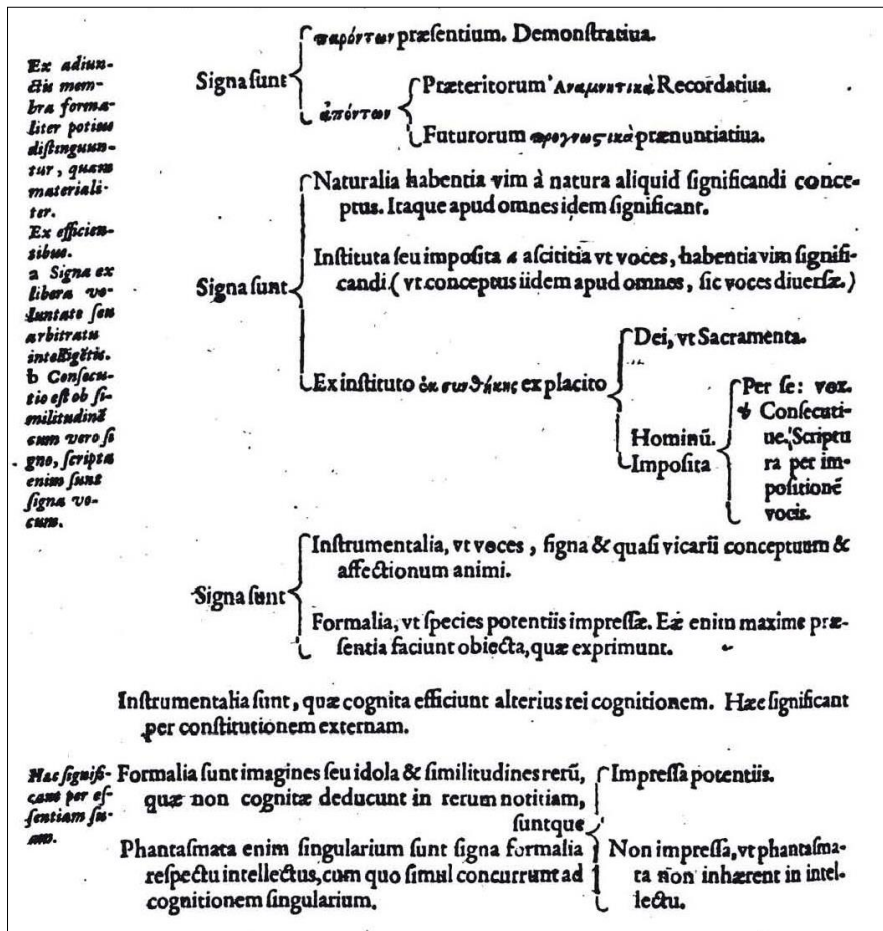 παρόντων præſentium. Demonſtratiua.
Signa ſunt
ἀπόντων
Præteritorum Αναμνητικὰ Recordatiua.
Futurorum προγνωςικὰ prænuntiatiua.
Ex adiun-
ctis mem-
bra forma-
liter potius
diſtinguun-
tur, quam
materiali-
ter.
Ex efficien-
tibus.
a Signa ex
libera vo-
luntate ſeu
arbitratu
intelligētis.
b Conſecu-
tio eſt ob ſi-
militudinē
cum vero ſi
gno, ſcripta
enim ſunt
ſigna vo-
cum.
Naturalia habentia vim à natura aliquid ſignificandi conce-
ptus. Itaque apud omnes idem ſignificant.
Signa ſunt
Inſtituta ſeu impoſita a aſcititia vt voces, habentia vim ſignifi-
candi. (vt conceptus iidem apud omnes, ſic voces diuerſæ.)
Ex inſtituto ἐκ συνθήκης ex placito
Dei, vt Sacramenta.
Hominū.
Impoſita
Per ſe: vox.
b Conſecuti-
ue. Scriptu
ra per im-
poſitionē
vocis.
Inſtrumentalia, vt voces, ſigna & quaſi vicarii conceptuum &
affectionum animi.
Signa ſunt
Formalia, vt ſpecies potentiis impreſſæ. Eæ enim maxime præ-
ſentia faciunt obiecta, quæ exprimunt.
Inſtrumentalia ſunt, quæ cognita efficiunt alterius rei cognitionem. Hæc ſignificant
per conſtitutionem externam.
Hæc ſignifi-
cant per eſ-
ſentiam ſu-
am.
Formalia ſunt imagines ſeu idola & ſimilitudines rerū,
quæ non cognitæ deducunt in rerum notitiam,
ſuntque
Impreſſa potentiis.
Phantaſmata enim ſingularium ſunt ſigna formalia
reſpectu intellectus, cum quo ſimul concurrunt ad
cognitionem ſingularium.
Non impreſſa, vt phantaſma-
ta non inhærent in intel-
lectu.